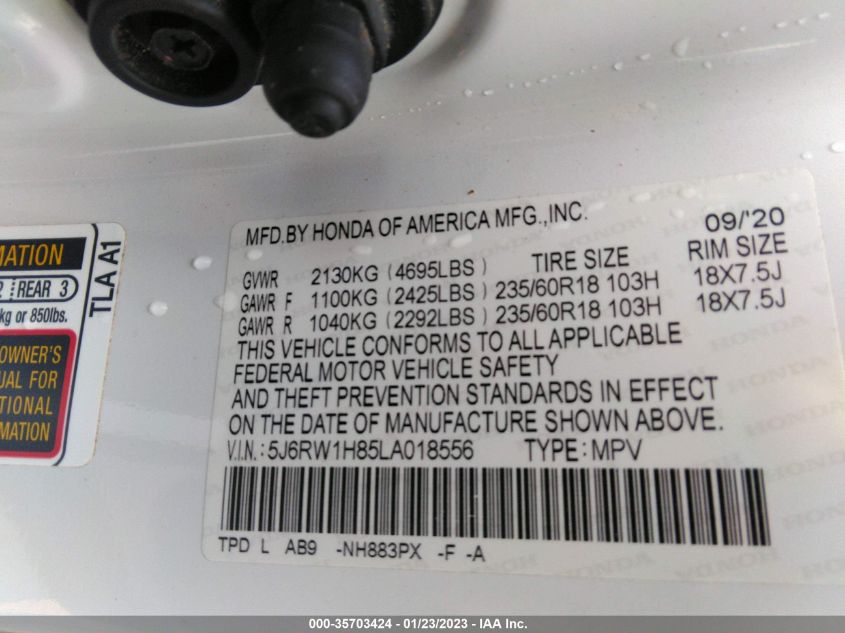 MATION
2 REAR 3
kg or 850lbs.
OWNER'S
UAL FOR
TIONAL
MATION
TLA A1
MFD.BY HONDA OF AMERICA MFG.,INC. 09/'20
GVWR 2130KG (4695LBS) TIRE SIZE RIM SIZE
GAWR F 1100KG (2425LBS) 235/60R18 103H 18X7.5J
GAWR R 1040KG (2292LBS) 235/60R18 103H 18X7.5J
THIS VEHICLE CONFORMS TO ALL APPLICABLE
FEDERAL MOTOR VEHICLE SAFETY
AND THEFT PREVENTION STANDARDS IN EFFECT
ON THE DATE OF MANUFACTURE SHOWN ABOVE.
V.I.N.: 5J6RW1H85LA018556 TYPE: MPV
TPD L AB9 -NH883PX -F -A
000-35703424 - 01/23/2023 - IAA Inc.